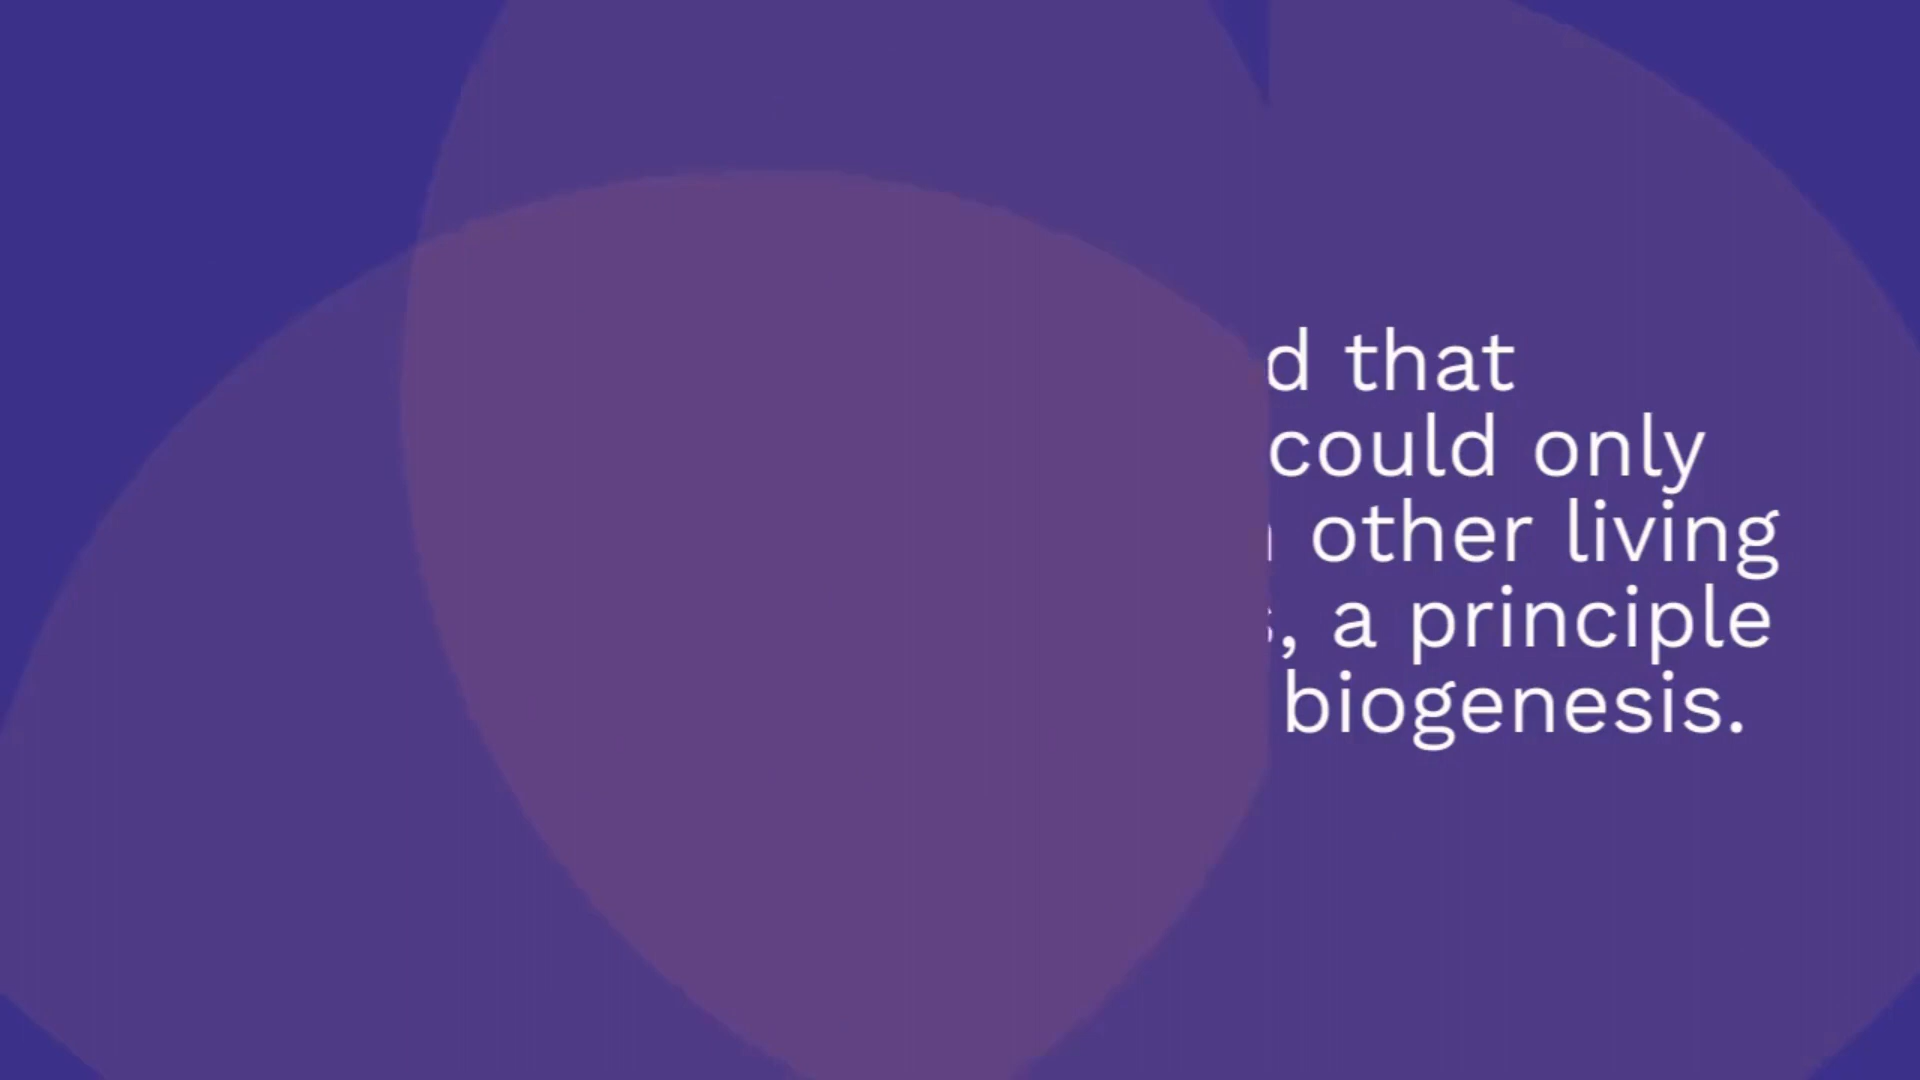 d that
could only
other living
, a principle
biogenesis.